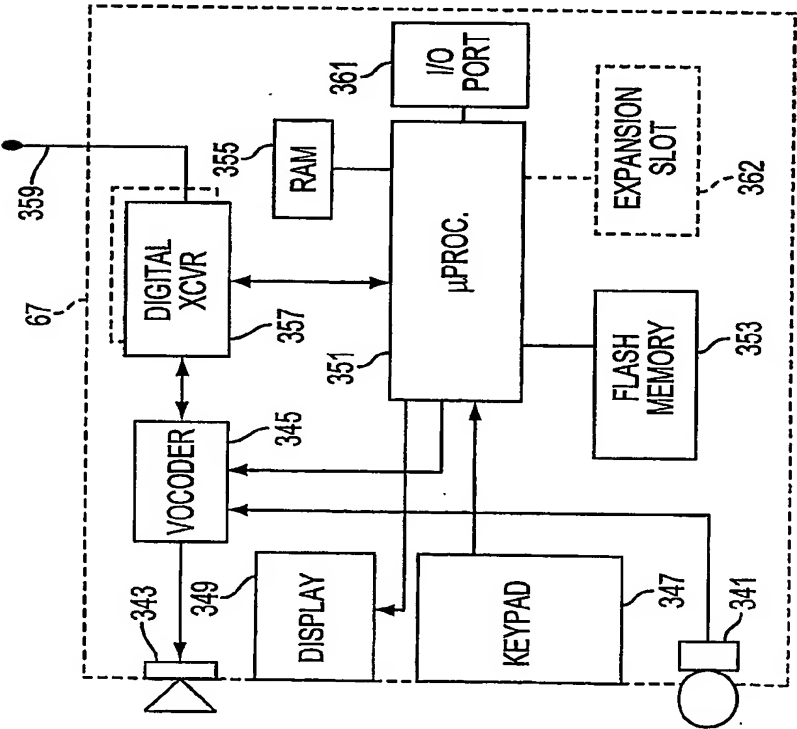 67
359
343
DIGITAL
XCVR
VOCODER
349
345
357
355
DISPLAY
RAM
351
361
µPROC.
I/O
PORT
KEYPAD
FLASH
MEMORY
EXPANSION
SLOT
347
353
362
341